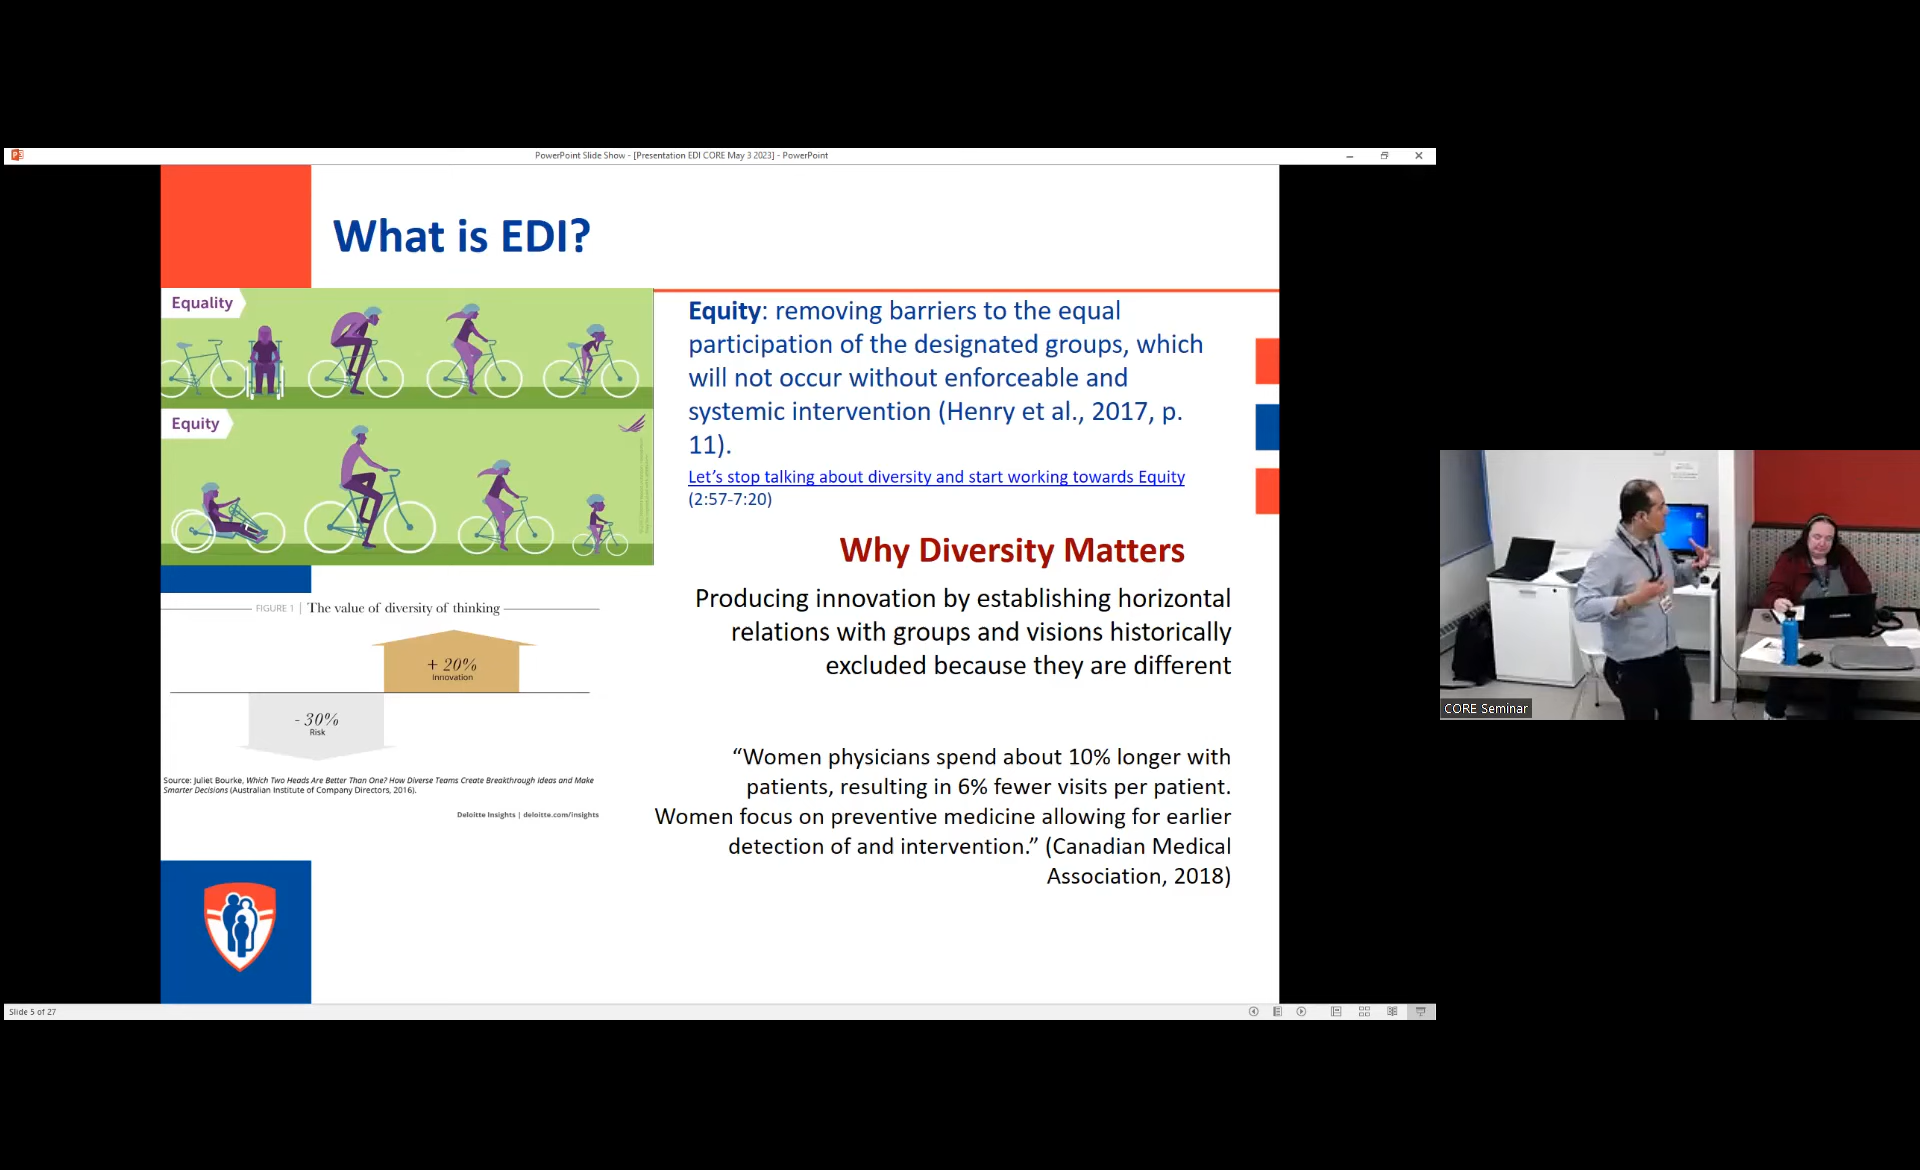 PowerPoint Slide Show - [Presentation EDI CORE May 3 2023] - PowerPoint
What is EDI?
Equality
Equity
Equity: removing barriers to the equal
participation of the designated groups, which
will not occur without enforceable and
systemic intervention (Henry et al., 2017, p.
11).
Let's stop talking about diversity and start working towards Equity
(2:57-7:20)
Why Diversity Matters
Producing innovation by establishing horizontal
relations with groups and visions historically
excluded because they are different
“Women physicians spend about 10% longer with
patients, resulting in 6% fewer visits per patient.
Women focus on preventive medicine allowing for earlier
detection of and intervention.” (Canadian Medical
Association, 2018)
FIGURE 1 | The value of diversity of thinking
+ 20%
Innovation
- 30%
Risk
Source: Juliet Bourke, Which Two Heads Are Better Than One? How Diverse Teams Create Breakthrough Ideas and Make
Smarter Decisions (Australian Institute of Company Directors, 2016).
Deloitte Insights | deloitte.com/insights
Slide 5 of 27
CORE Seminar